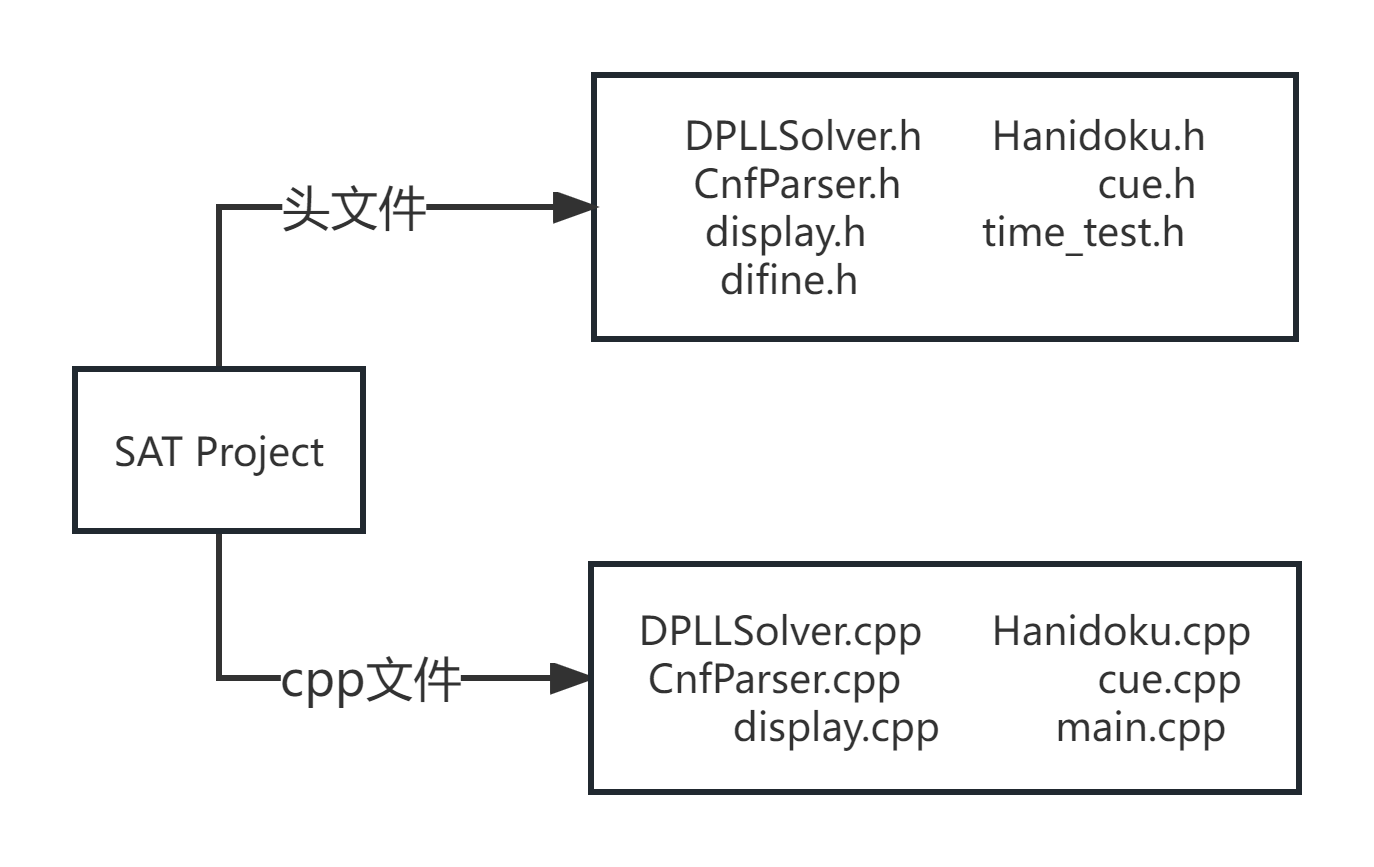 DPLLSolver.h Hanidoku.h
CnfParser.h cue.h
display.h time_test.h
difine.h
头文件
SAT Project
DPLLSolver.cpp Hanidoku.cpp
CnfParser.cpp cue.cpp
display.cpp main.cpp
cpp文件